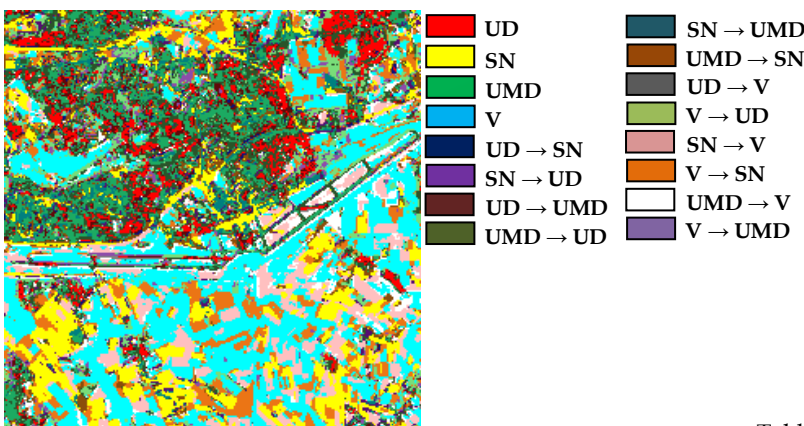 UD
SN
UMD
V
UD → SN
SN → UD
UD → UMD
UMD → UD
SN → UMD
UMD → SN
UD → V
V → UD
SN → V
V → SN
UMD → V
V → UMD